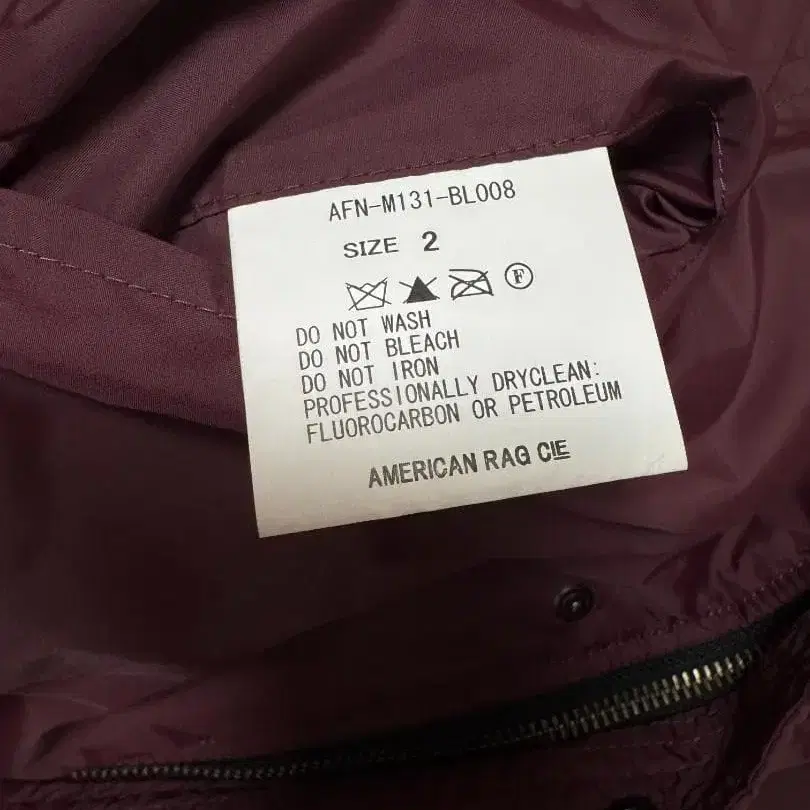 AFN-M131-BL008
SIZE 2
F
DO NOT WASH
DO NOT BLEACH
DO NOT IRON
PROFESSIONALLY DRYCLEAN:
FLUOROCARBON OR PETROLEUM
AMERICAN RAG CIE